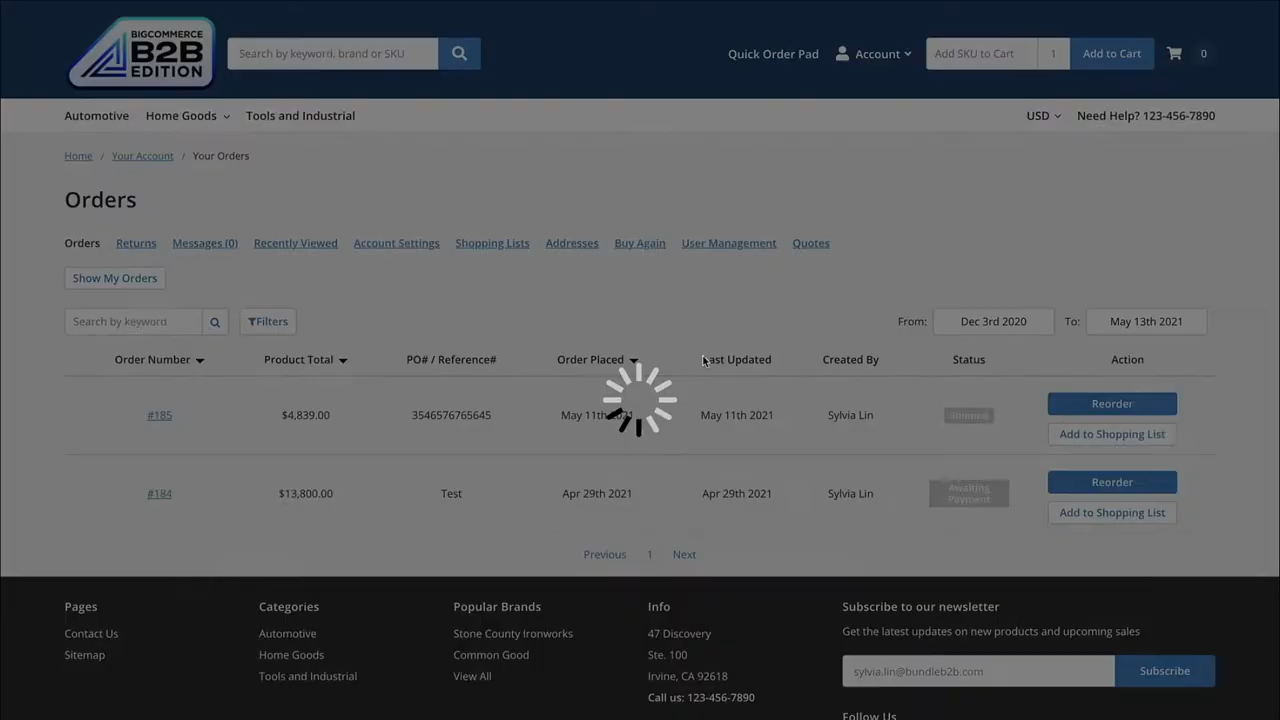 BIGCOMMERCE
B2B
EDITION
Search by keyword, brand or SKU
Quick Order Pad
Account
Add SKU to Cart
1
Add to Cart
0
Automotive
Home Goods
Tools and Industrial
USD
Need Help? 123-456-7890
Home / Your Account / Your Orders
Orders
Orders
Returns
Messages (0)
Recently Viewed
Account Settings
Shopping Lists
Addresses
Buy Again
User Management
Quotes
Show My Orders
Search by keyword
Filters
From:
Dec 3rd 2020
To:
May 13th 2021
Order Number
Product Total
PO# / Reference#
Order Placed
Last Updated
Created By
Status
Action
#185
$4,839.00
3546576765645
May 11th 2021
May 11th 2021
Sylvia Lin
Reorder
Add to Shopping List
#184
$13,800.00
Test
Apr 29th 2021
Apr 29th 2021
Sylvia Lin
Awaiting
Payment
Reorder
Add to Shopping List
Previous
1
Next
Pages
Contact Us
Sitemap
Categories
Automotive
Home Goods
Tools and Industrial
Popular Brands
Stone County Ironworks
Common Good
View All
Info
47 Discovery
Ste. 100
Irvine, CA 92618
Call us: 123-456-7890
Subscribe to our newsletter
Get the latest updates on new products and upcoming sales
sylvia.lin@bundleb2b.com
Subscribe
Follow Us